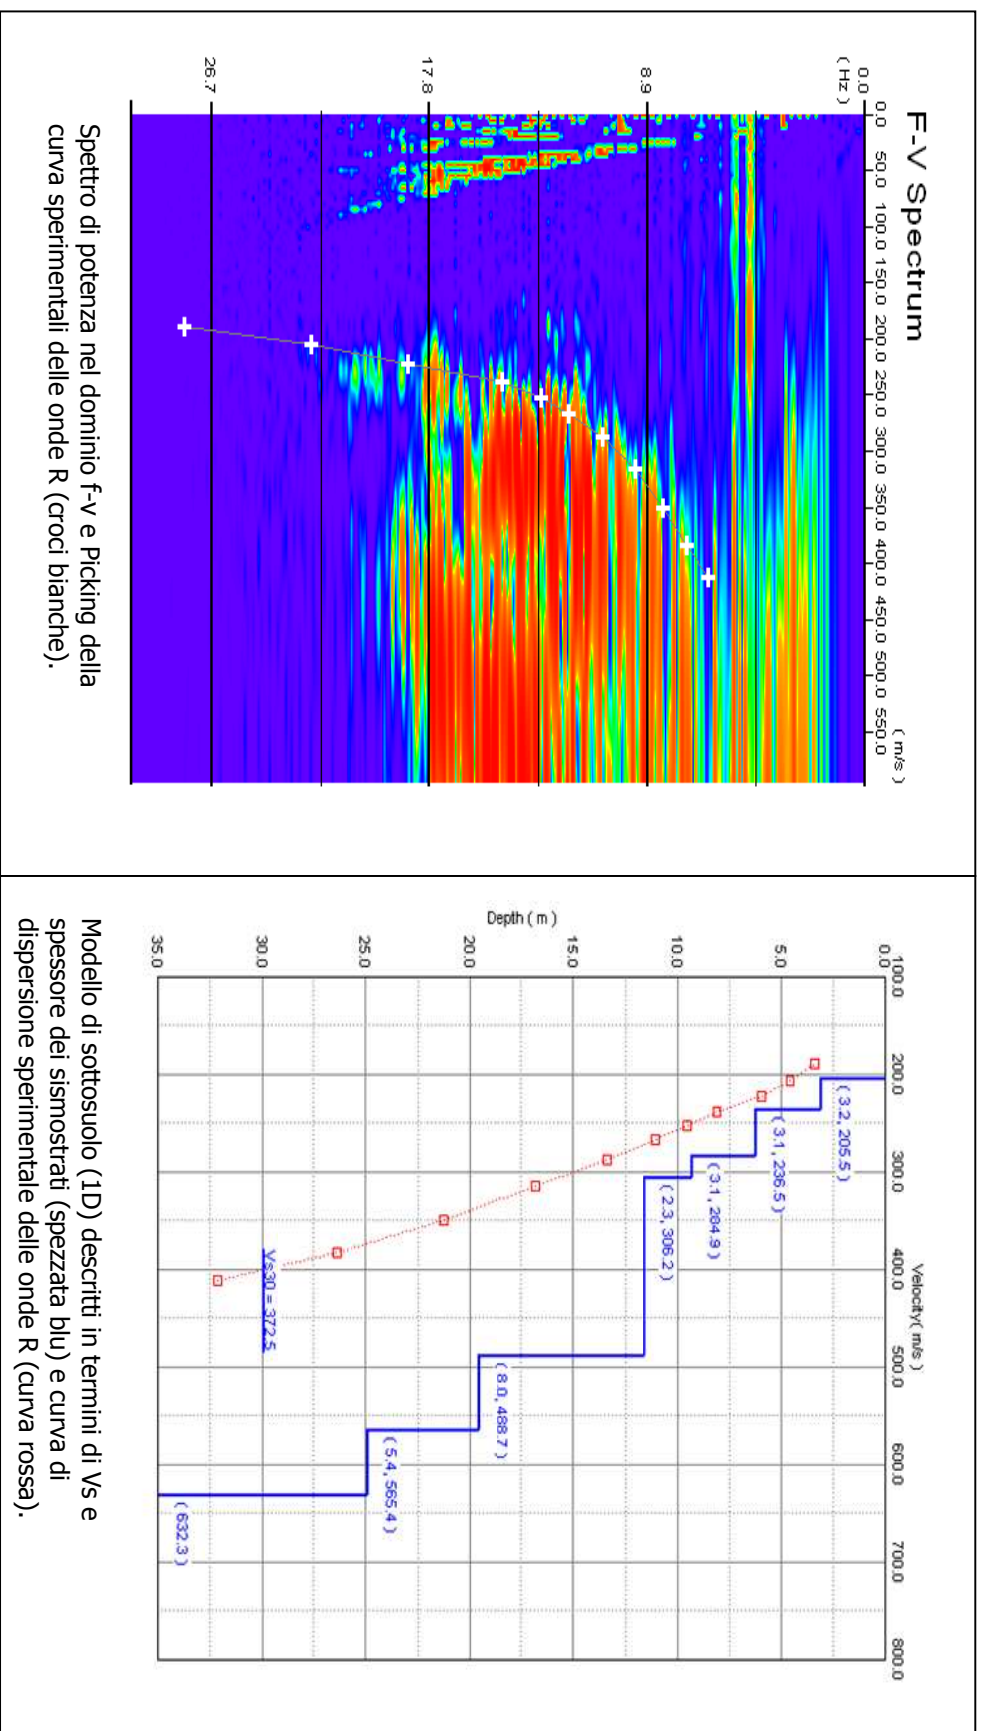 F-V Spectrum
( m/s )
0.0 50.0 100.0 150.0 200.0 250.0 300.0 350.0 400.0 450.0 500.0 550.0
0.0
( Hz )
8.9
17.8
26.7
Spettro di potenza nel dominio f-v e Picking della
curva sperimentali delle onde R (croci bianche).
Velocity( m/s )
100.0 200.0 300.0 400.0 500.0 600.0 700.0 800.0
0.0
5.0
10.0
15.0
20.0
25.0
30.0
35.0
Depth ( m )
( 3.2, 205.5 )
( 3.1, 236.5 )
( 3.1, 284.9 )
( 2.3, 306.2 )
( 8.0, 488.7 )
( 5.4, 565.4 )
Vs30 = 372.5
( 632.3 )
Modello di sottosuolo (1D) descritti in termini di Vs e
spessore dei sismostrati (spezzata blu) e curva di
dispersione sperimentale delle onde R (curva rossa).